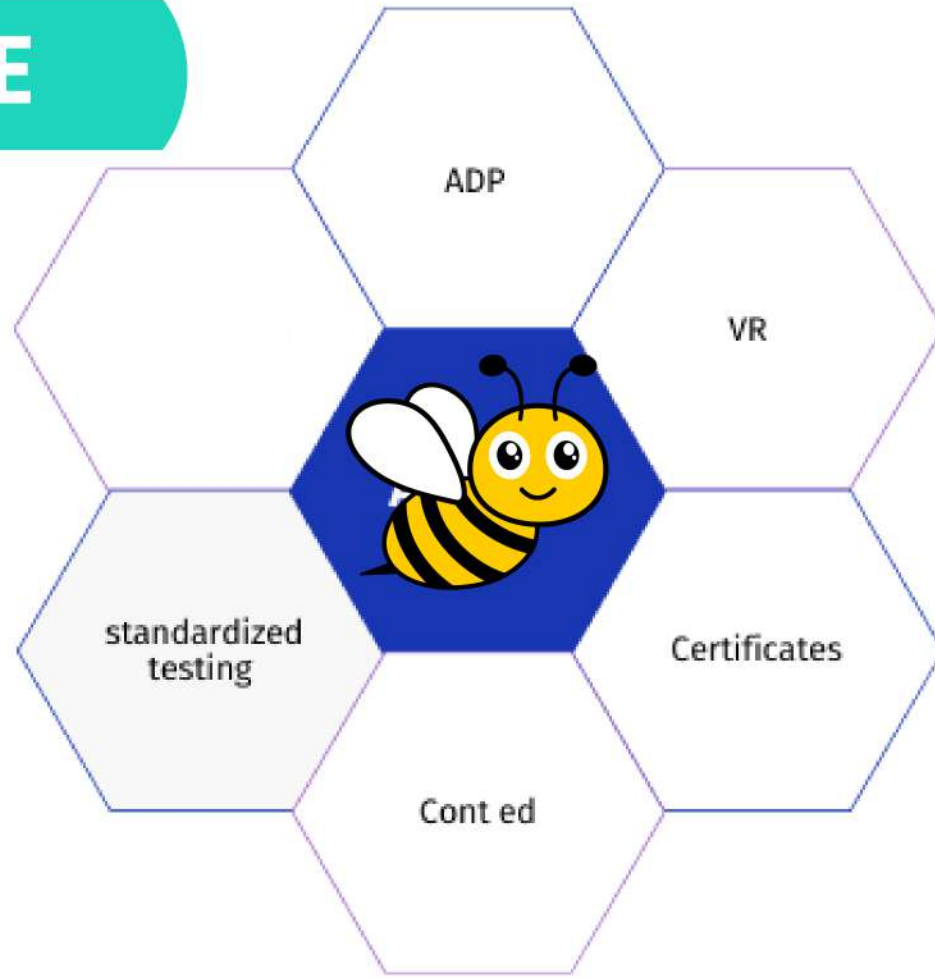 E
ADP
VR
standardized
testing
Certificates
Cont ed